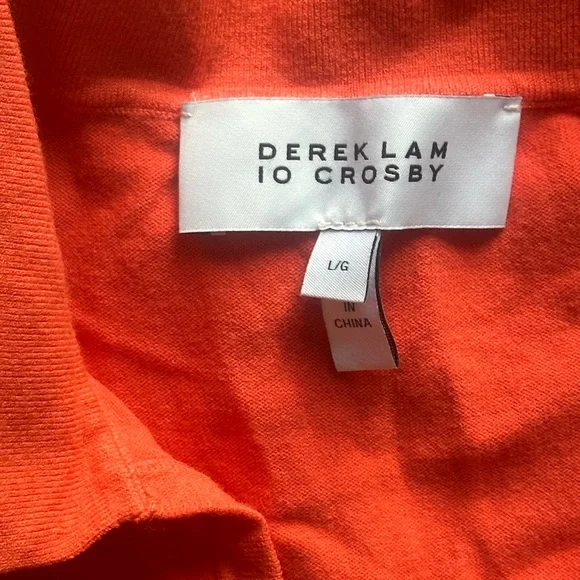 DEREK LAM
10 CROSBY
L/G
IN
CHINA